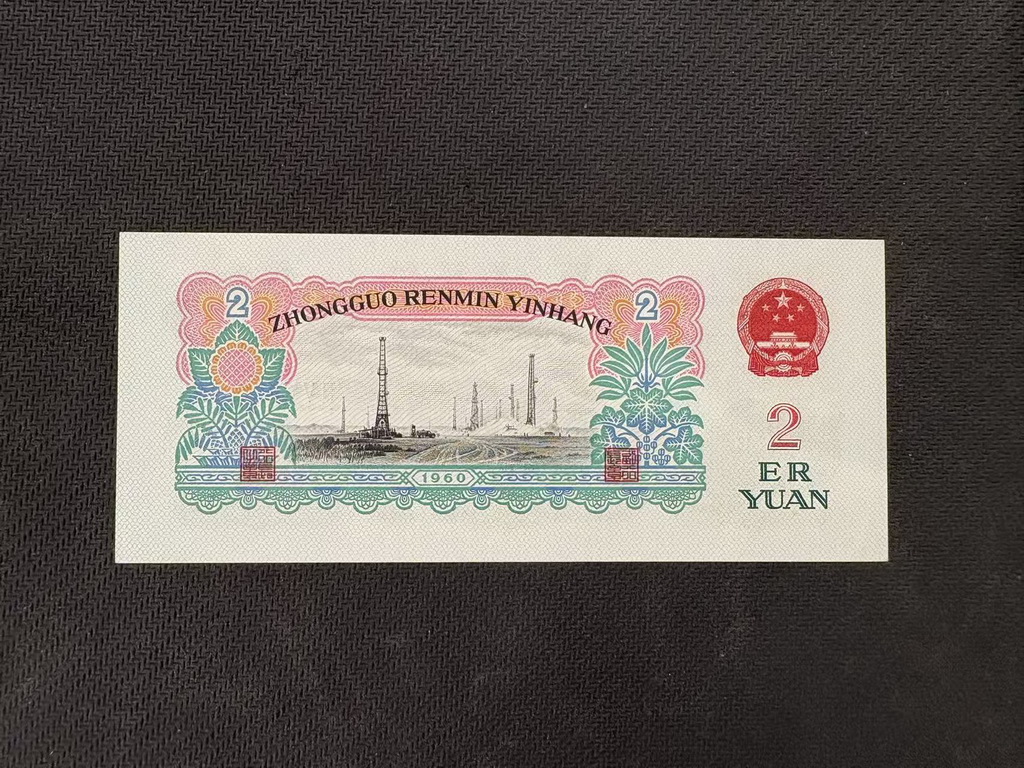 2
ZHONGGUO RENMIN YINHANG
2
1960
2
ER
YUAN